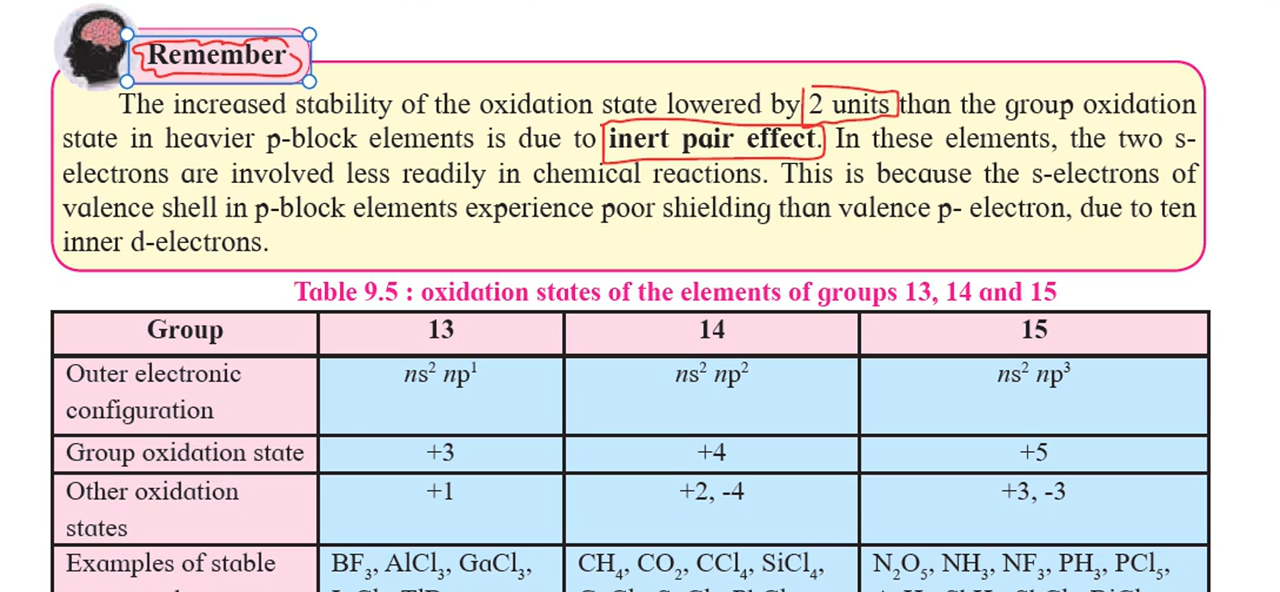 Remember
The increased stability of the oxidation state lowered by 2 units than the group oxidation
state in heavier p-block elements is due to inert pair effect. In these elements, the two s-
electrons are involved less readily in chemical reactions. This is because the s-electrons of
valence shell in p-block elements experience poor shielding than valence p- electron, due to ten
inner d-electrons.
Table 9.5 : oxidation states of the elements of groups 13, 14 and 15
Group 13 14 15
Outer electronic ns² np¹ ns² np² ns² np³
configuration
Group oxidation state +3 +4 +5
Other oxidation +1 +2, -4 +3, -3
states
Examples of stable BF₃, AlCl₃, GaCl₃, CH₄, CO₂, CCl₄, SiCl₄, N₂O₅, NH₃, NF₃, PH₃, PCl₅,